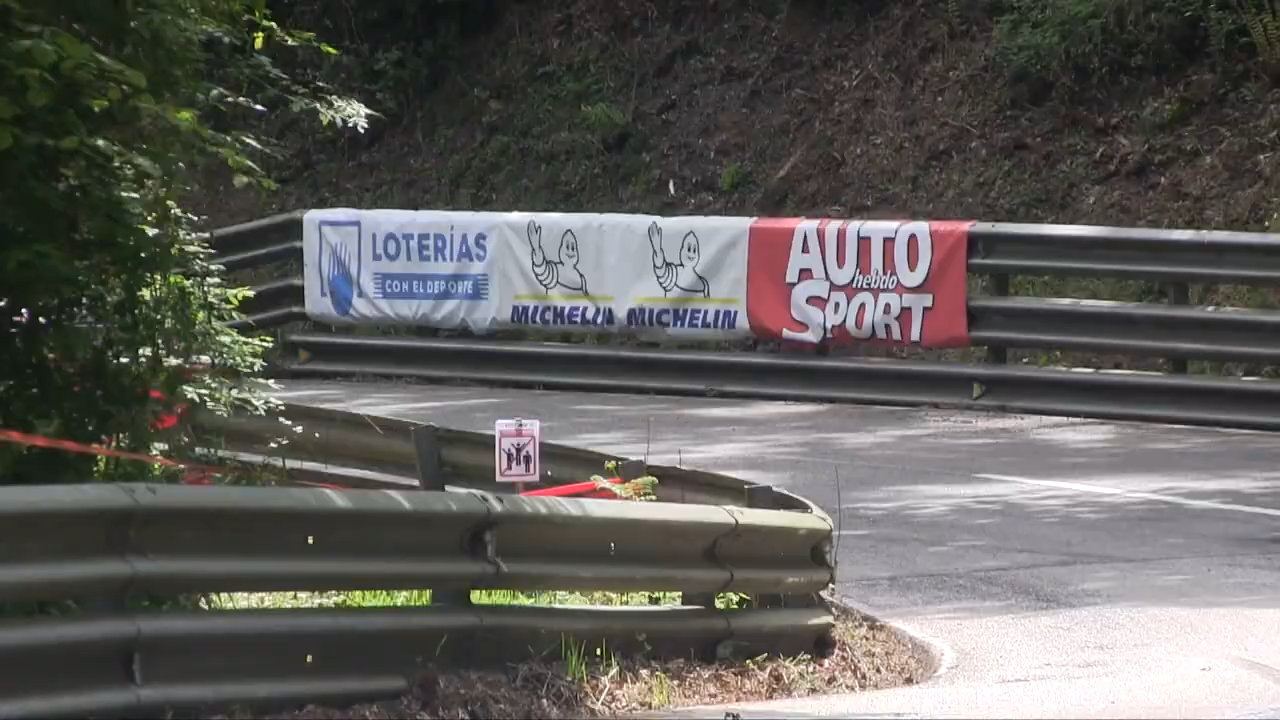 LOTERÍAS
CON EL DEPORTE
MICHELIN
MICHELIN
AUTO
hebdo
SPORT